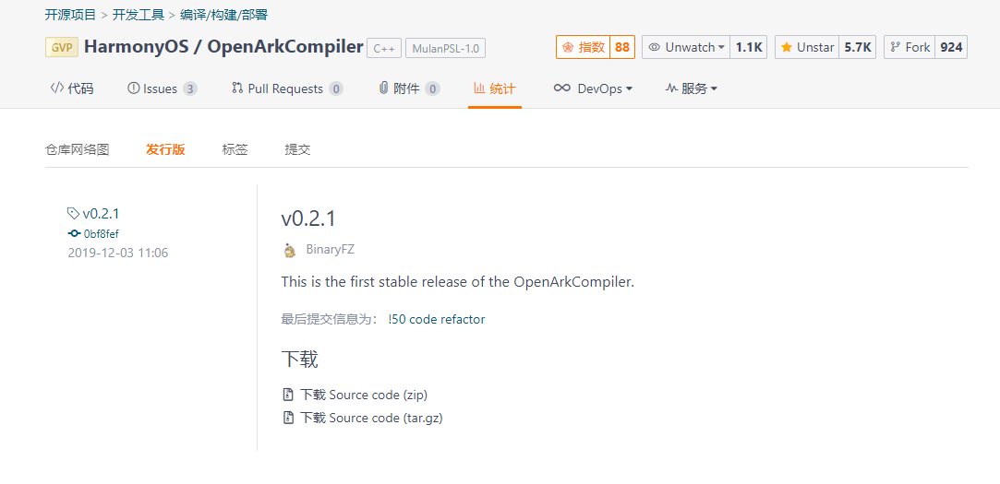 开源项目 > 开发工具 > 编译/构建/部署
GVP HarmonyOS / OpenArkCompiler C++ MulanPSL-1.0 指数 88 Unwatch 1.1K Unstar 5.7K Fork 924
代码 Issues 3 Pull Requests 0 附件 0 统计 DevOps 服务
仓库网络图 发行版 标签 提交
v0.2.1
0bf8fef
2019-12-03 11:06
v0.2.1
BinaryFZ
This is the first stable release of the OpenArkCompiler.
最后提交信息为： !50 code refactor
下载
下载 Source code (zip)
下载 Source code (tar.gz)